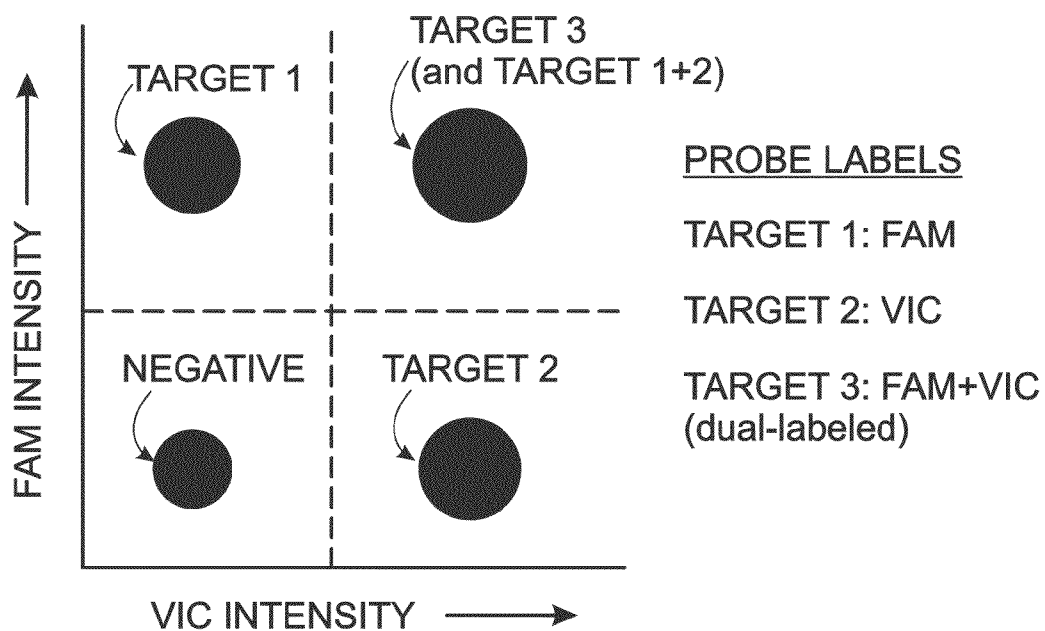 TARGET 1
TARGET 3
(and TARGET 1+2)
NEGATIVE
TARGET 2
FAM INTENSITY
VIC INTENSITY
PROBE LABELS
TARGET 1: FAM
TARGET 2: VIC
TARGET 3: FAM+VIC
(dual-labeled)